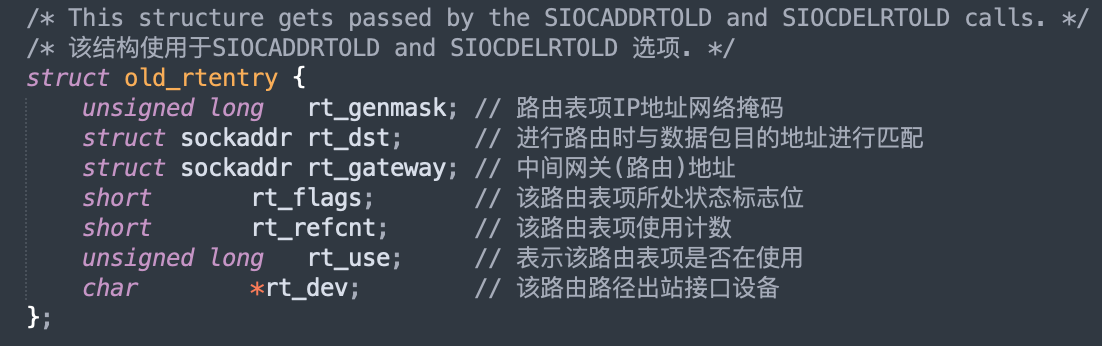 /* This structure gets passed by the SIOCADDRTOLD and SIOCDELRTOLD calls. */
/* 该结构使用于SIOCADDRTOLD and SIOCDELRTOLD 选项. */
struct old_rtentry {
    unsigned long   rt_genmask; // 路由表项IP地址网络掩码
    struct sockaddr rt_dst;     // 进行路由时与数据包目的地址进行匹配
    struct sockaddr rt_gateway; // 中间网关(路由)地址
    short       rt_flags;       // 该路由表项所处状态标志位
    short       rt_refcnt;      // 该路由表项使用计数
    unsigned long   rt_use;     // 表示该路由表项是否在使用
    char        *rt_dev;        // 该路由路径出站接口设备
};